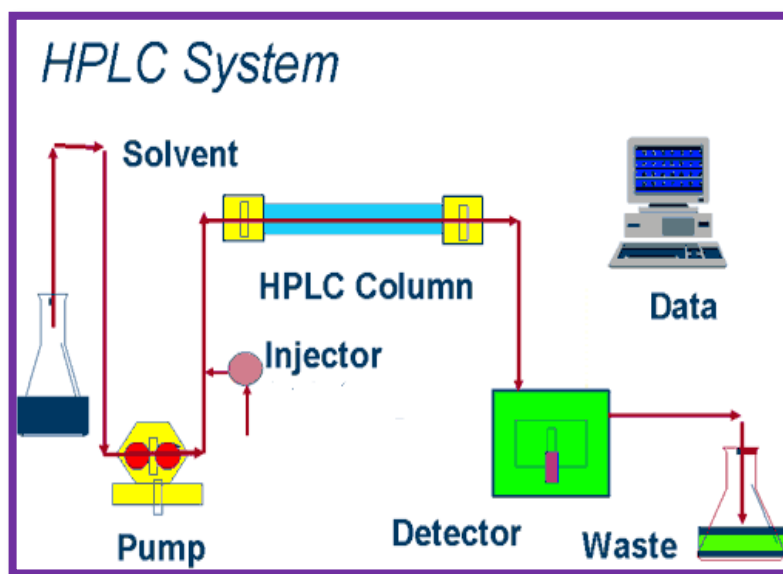 HPLC System
Solvent
HPLC Column
Data
Injector
Detector
Waste
Pump